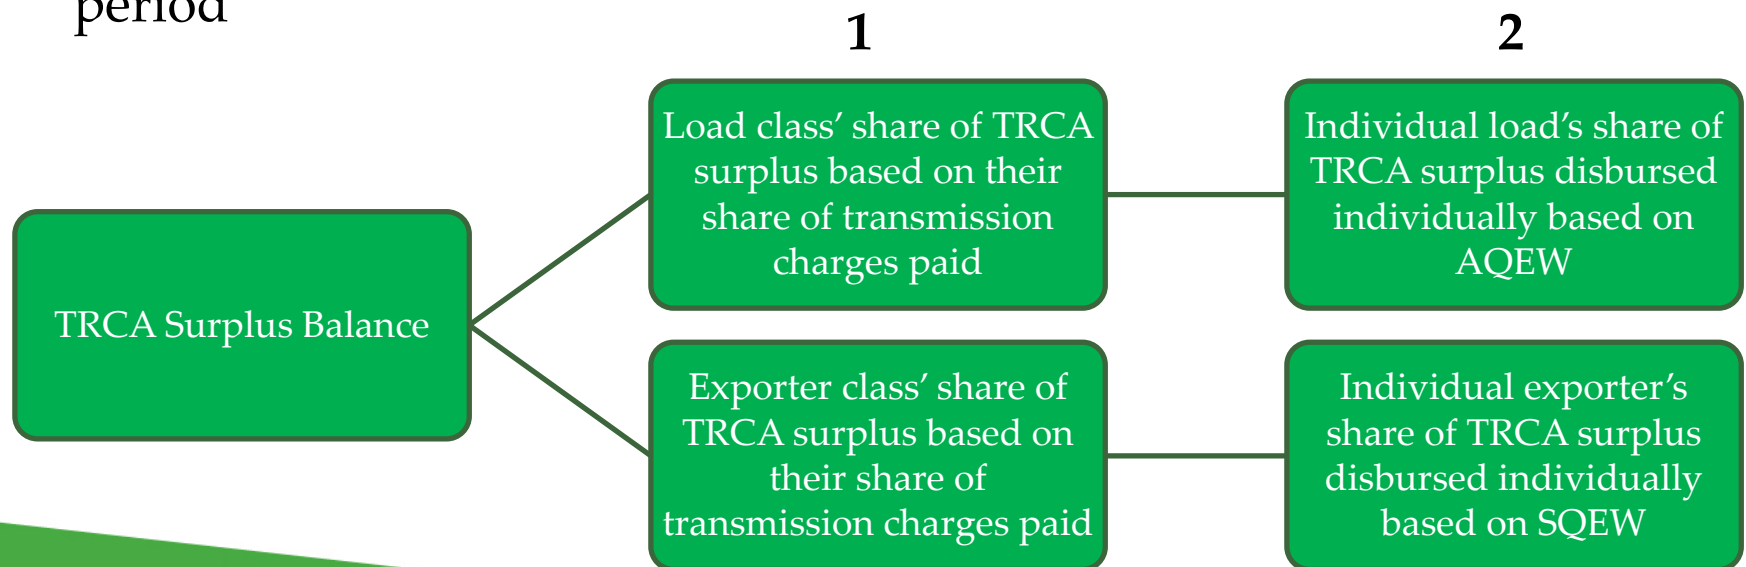 period
1
2
Load class’ share of TRCA
surplus based on their
share of transmission
charges paid
Individual load’s share of
TRCA surplus disbursed
individually based on
AQEW
TRCA Surplus Balance
Exporter class’ share of
TRCA surplus based on
their share of
transmission charges paid
Individual exporter’s
share of TRCA surplus
disbursed individually
based on SQEW